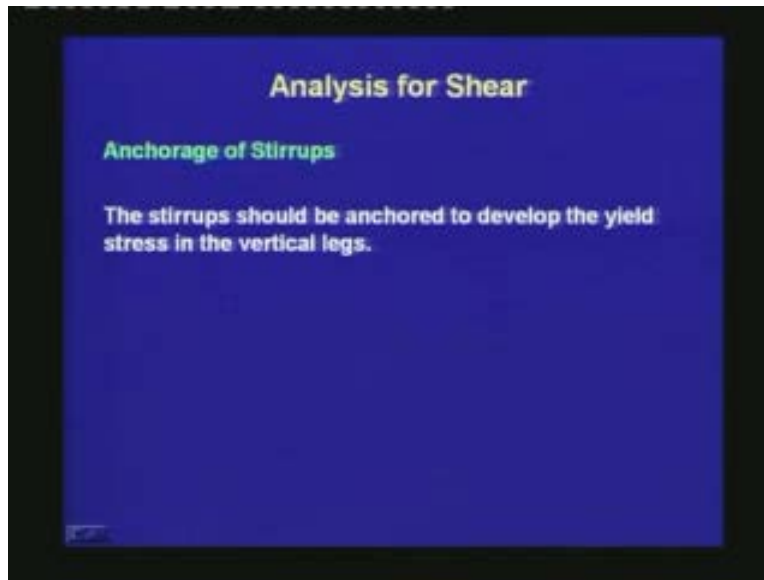 Analysis for Shear
Anchorage of Stirrups
The stirrups should be anchored to develop the yield
stress in the vertical legs.